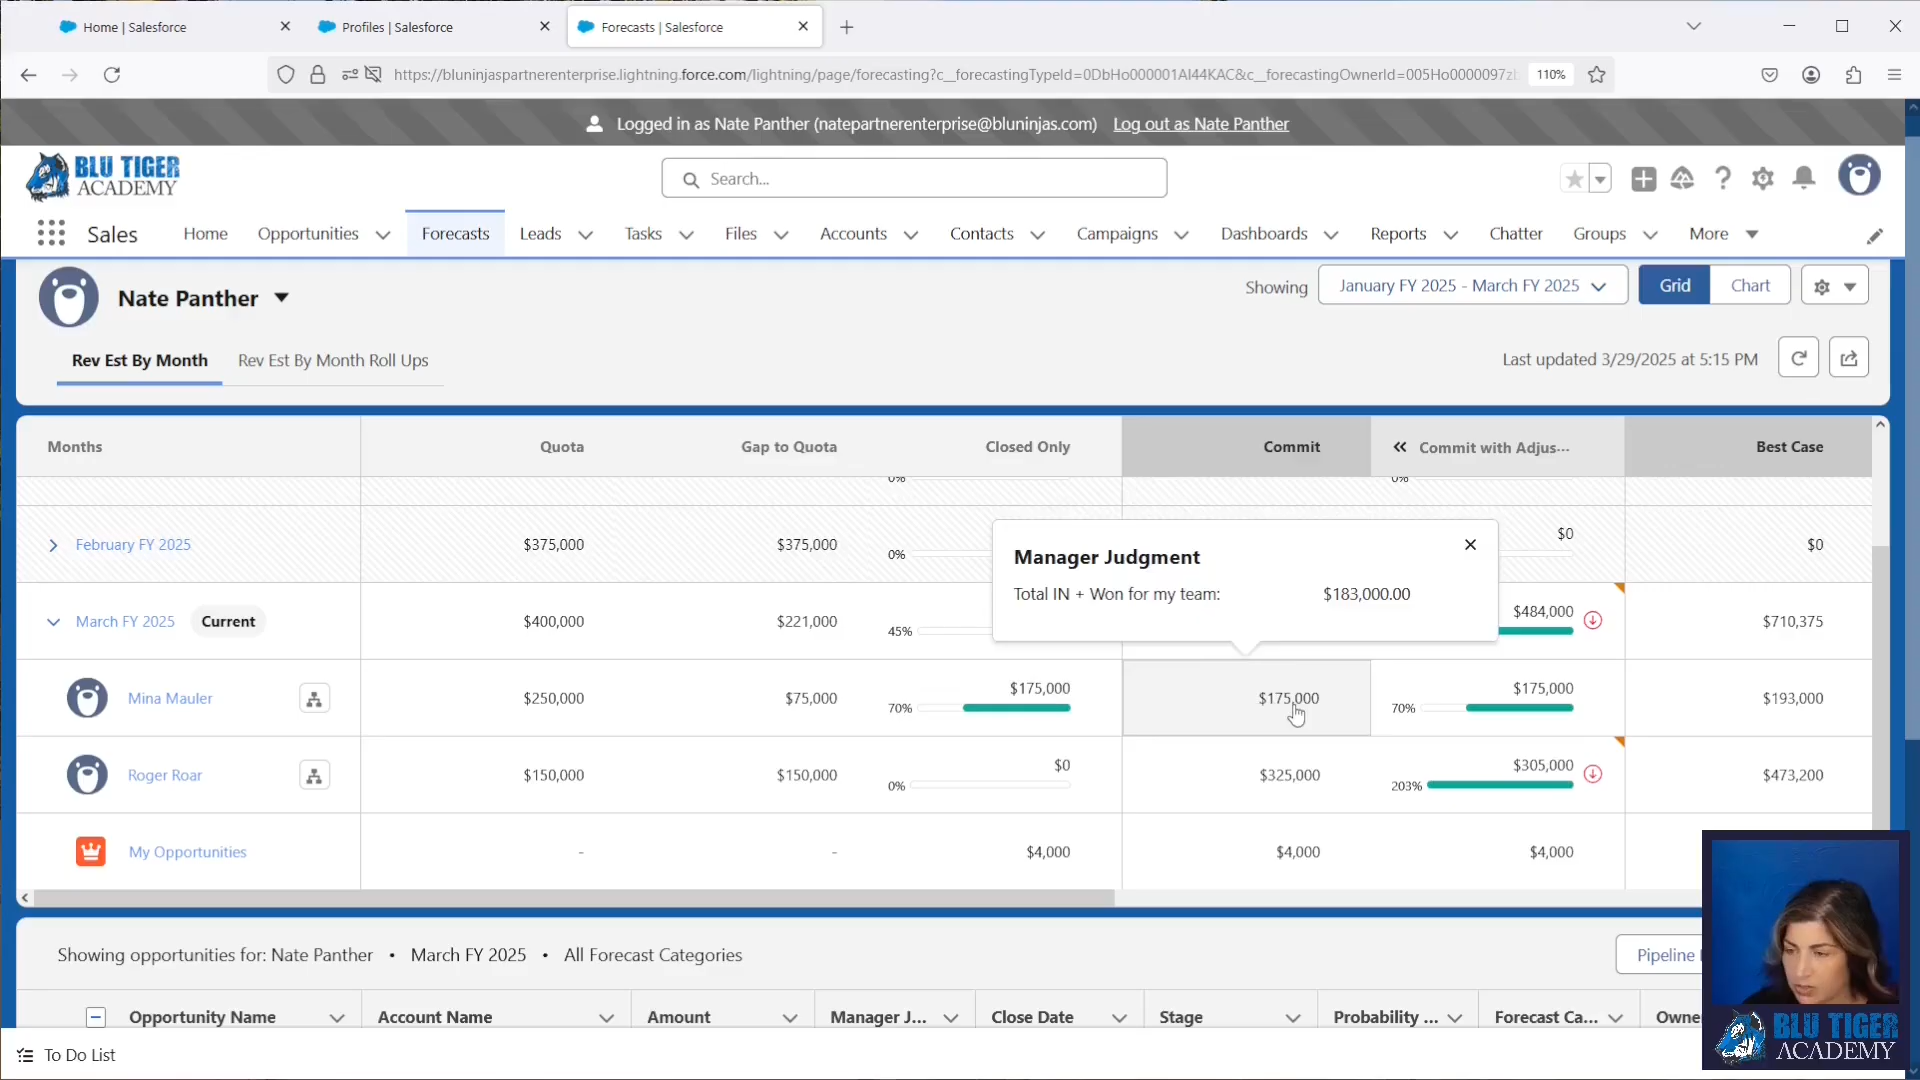 Home | Salesforce
Profiles | Salesforce
Forecasts | Salesforce
https://bluninjaspartnerenterprise.lightning.force.com/lightning/page/forecasting?c__forecastingTypeId=0DbHo000001Al44KAC&c__forecastingOwnerId=005Ho0000097z
110%
Logged in as Nate Panther (natepartnerenterprise@bluninjas.com) Log out as Nate Panther
BLU TIGER
ACADEMY
Search...
Sales Home Opportunities Forecasts Leads Tasks Files Accounts Contacts Campaigns Dashboards Reports Chatter Groups More
Nate Panther
Showing January FY 2025 - March FY 2025 Grid Chart
Rev Est By Month Rev Est By Month Roll Ups
Last updated 3/29/2025 at 5:15 PM
Months Quota Gap to Quota Closed Only Commit Commit with Adjus... Best Case
0% 0%
February FY 2025 $375,000 $375,000 0% $0 $0
Manager Judgment
Total IN + Won for my team: $183,000.00
March FY 2025 Current $400,000 $221,000 45% $484,000 $710,375
Mina Mauler $250,000 $75,000 70% $175,000 $175,000 70% $175,000 $193,000
Roger Roar $150,000 $150,000 0% $0 $325,000 203% $305,000 $473,200
My Opportunities - - $4,000 $4,000 $4,000
Showing opportunities for: Nate Panther • March FY 2025 • All Forecast Categories
Pipeline
Opportunity Name Account Name Amount Manager J... Close Date Stage Probability ... Forecast Ca... Owne
To Do List
BLU TIGER
ACADEMY